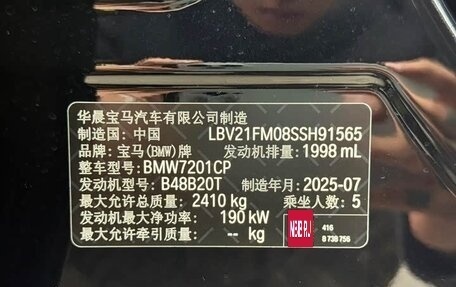 华晨宝马汽车有限公司制造
制造国: 中国 LBV21FM08SSH91565
品牌: 宝马(BMW)牌 发动机排量: 1998 mL
整车型号: BMW7201CP
发动机型号: B48B20T 制造年月: 2025-07
最大允许总质量: 2410 kg 乘坐人数: 5
发动机最大净功率: 190 kW
最大允许牵引质量: -- kg 416
8 738 756